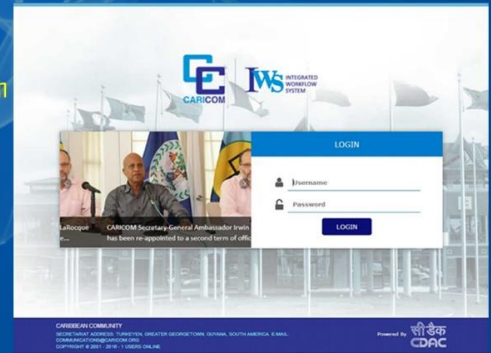 CARICOM
IWS INTEGRATED
WORKFLOW
SYSTEM
LOGIN
Username
Password
LOGIN
LaRocque
e...
CARICOM Secretary-General Ambassador Irwin
has been re-appointed to a second term of offic
CARIBBEAN COMMUNITY
SECRETARIAT ADDRESS: TURKEYEN, GREATER GEORGETOWN, GUYANA, SOUTH AMERICA. E.MAIL:
COMMUNICATIONS@CARICOM.ORG
COPYRIGHT © 2001 - 2016 - 1 USERS ONLINE
Powered By सी डैक
CDAC